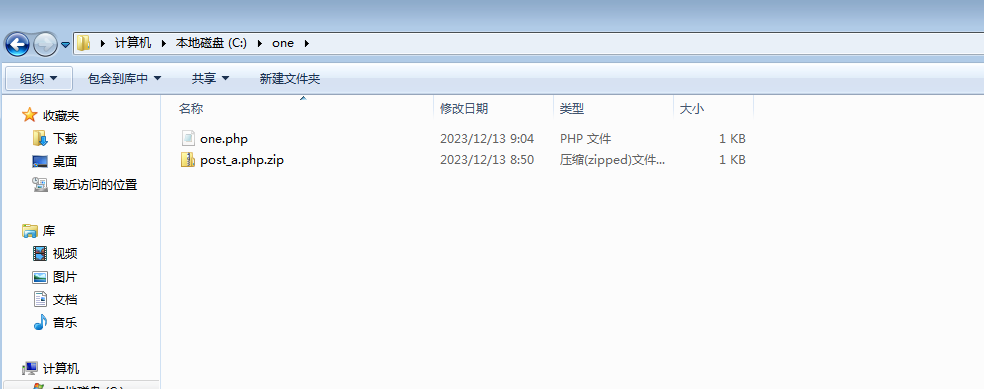 计算机 本地磁盘 (C:) one
组织 包含到库中 共享 新建文件夹
名称 修改日期 类型 大小
one.php 2023/12/13 9:04 PHP 文件 1 KB
post_a.php.zip 2023/12/13 8:50 压缩(zipped)文件... 1 KB
收藏夹
下载
桌面
最近访问的位置
库
视频
图片
文档
音乐
计算机
本地磁盘 (C:)